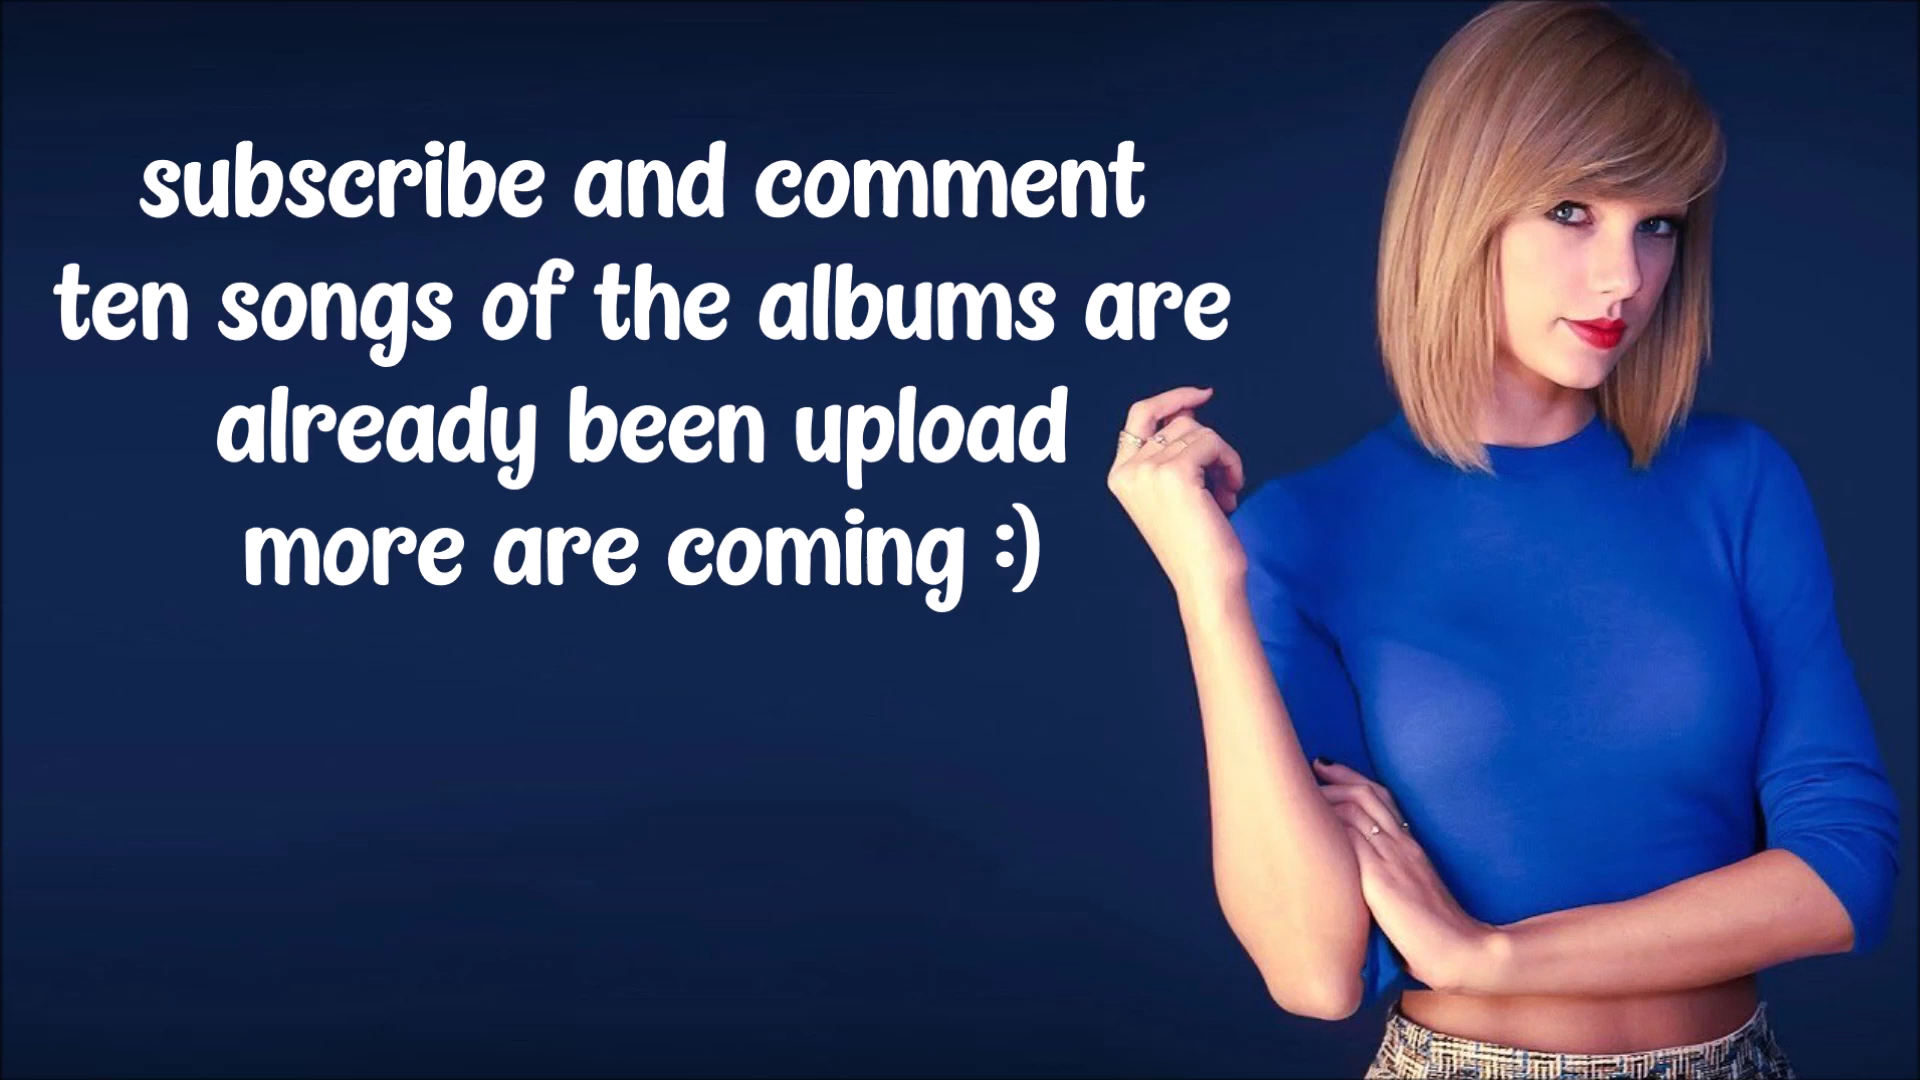 subscribe and comment
ten songs of the albums are
already been upload
more are coming :)